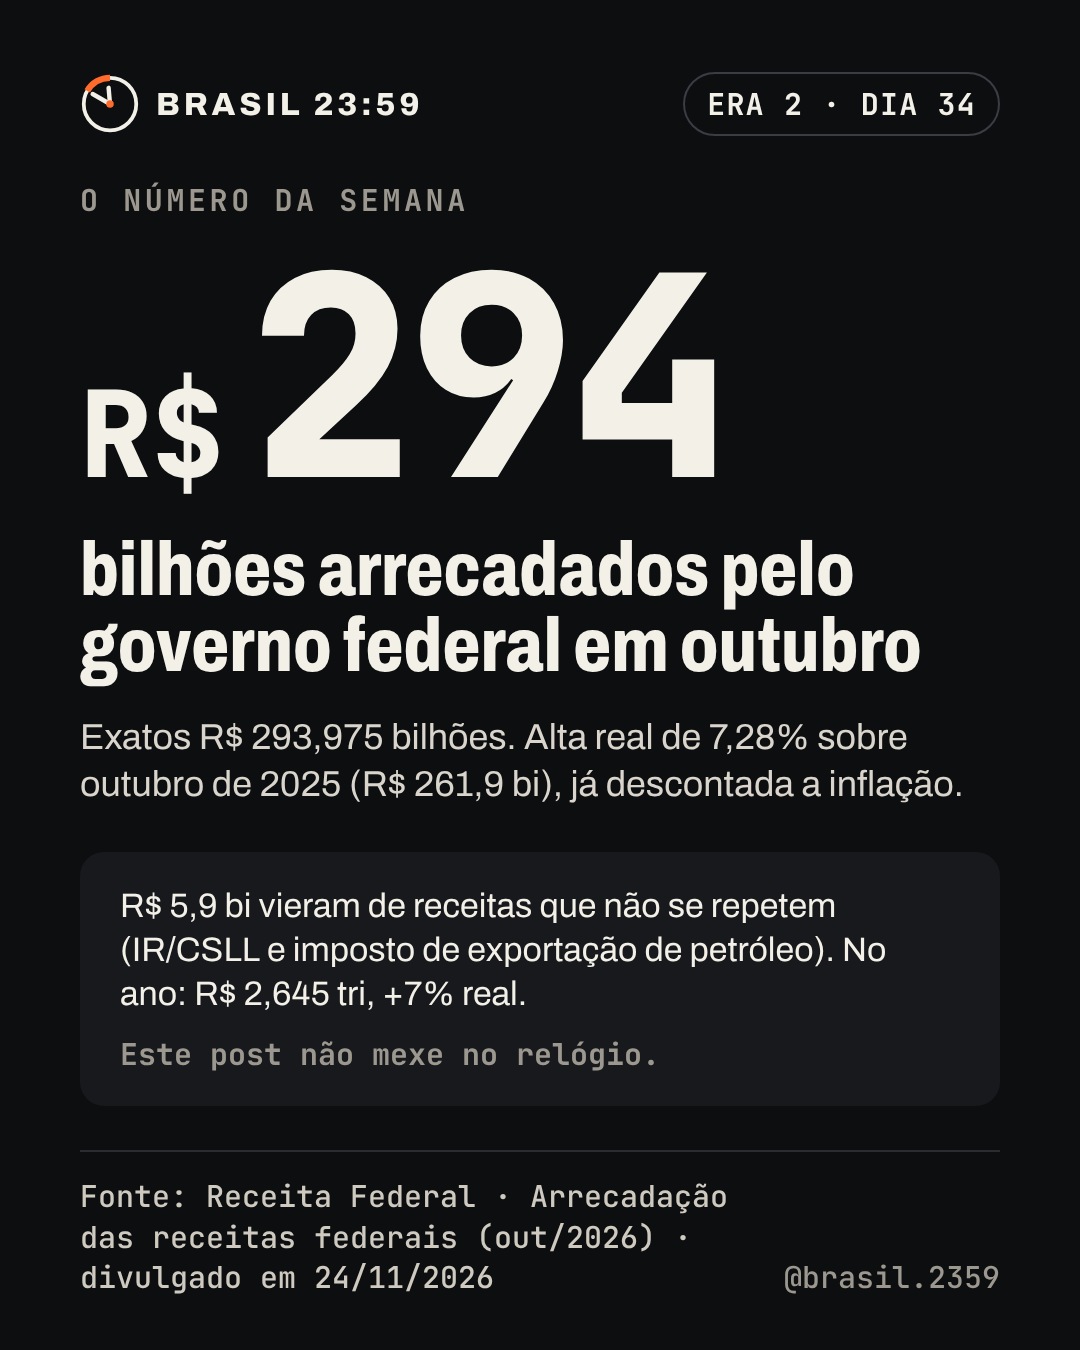 BRASIL 23:59
ERA 2 · DIA 34
O NÚMERO DA SEMANA
R$ 294
bilhões arrecadados pelo
governo federal em outubro
Exatos R$ 293,975 bilhões. Alta real de 7,28% sobre
outubro de 2025 (R$ 261,9 bi), já descontada a inflação.
R$ 5,9 bi vieram de receitas que não se repetem
(IR/CSLL e imposto de exportação de petróleo). No
ano: R$ 2,645 tri, +7% real.
Este post não mexe no relógio.
Fonte: Receita Federal · Arrecadação
das receitas federais (out/2026) ·
divulgado em 24/11/2026
@brasil.2359